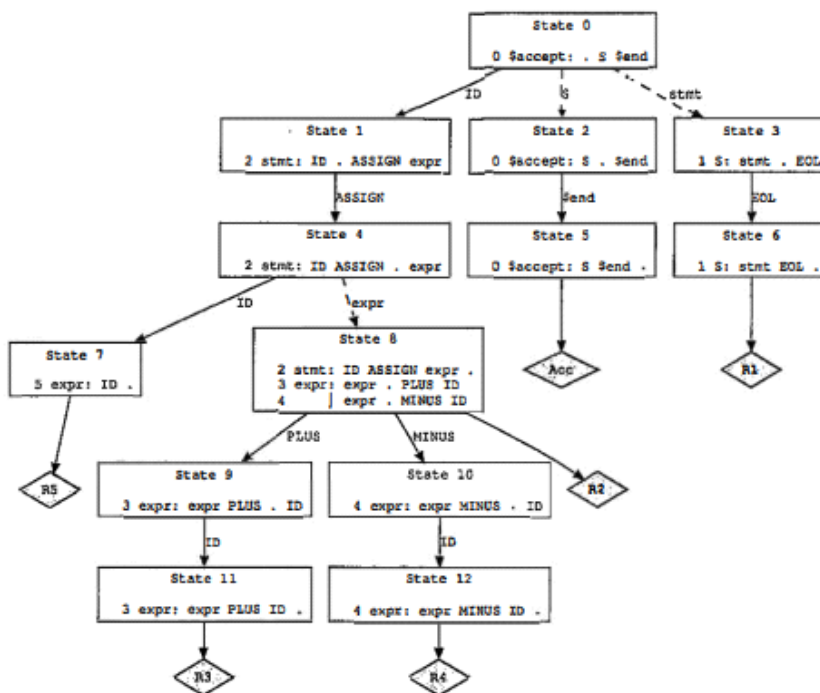 State 0
0 $accept: . S $end
ID
S
stmt
State 1
2 stmt: ID . ASSIGN expr
State 2
0 $accept: S . $end
State 3
1 S: stmt . EOL
ASSIGN
$end
EOL
State 4
2 stmt: ID ASSIGN . expr
State 5
0 $accept: S $end .
State 6
1 S: stmt EOL .
ID
expr
State 7
5 expr: ID .
State 8
2 stmt: ID ASSIGN expr .
3 expr: expr . PLUS ID
4 | expr . MINUS ID
Acc
R1
PLUS
MINUS
R5
State 9
3 expr: expr PLUS . ID
State 10
4 expr: expr MINUS . ID
R2
ID
ID
State 11
3 expr: expr PLUS ID .
State 12
4 expr: expr MINUS ID .
R3
R4